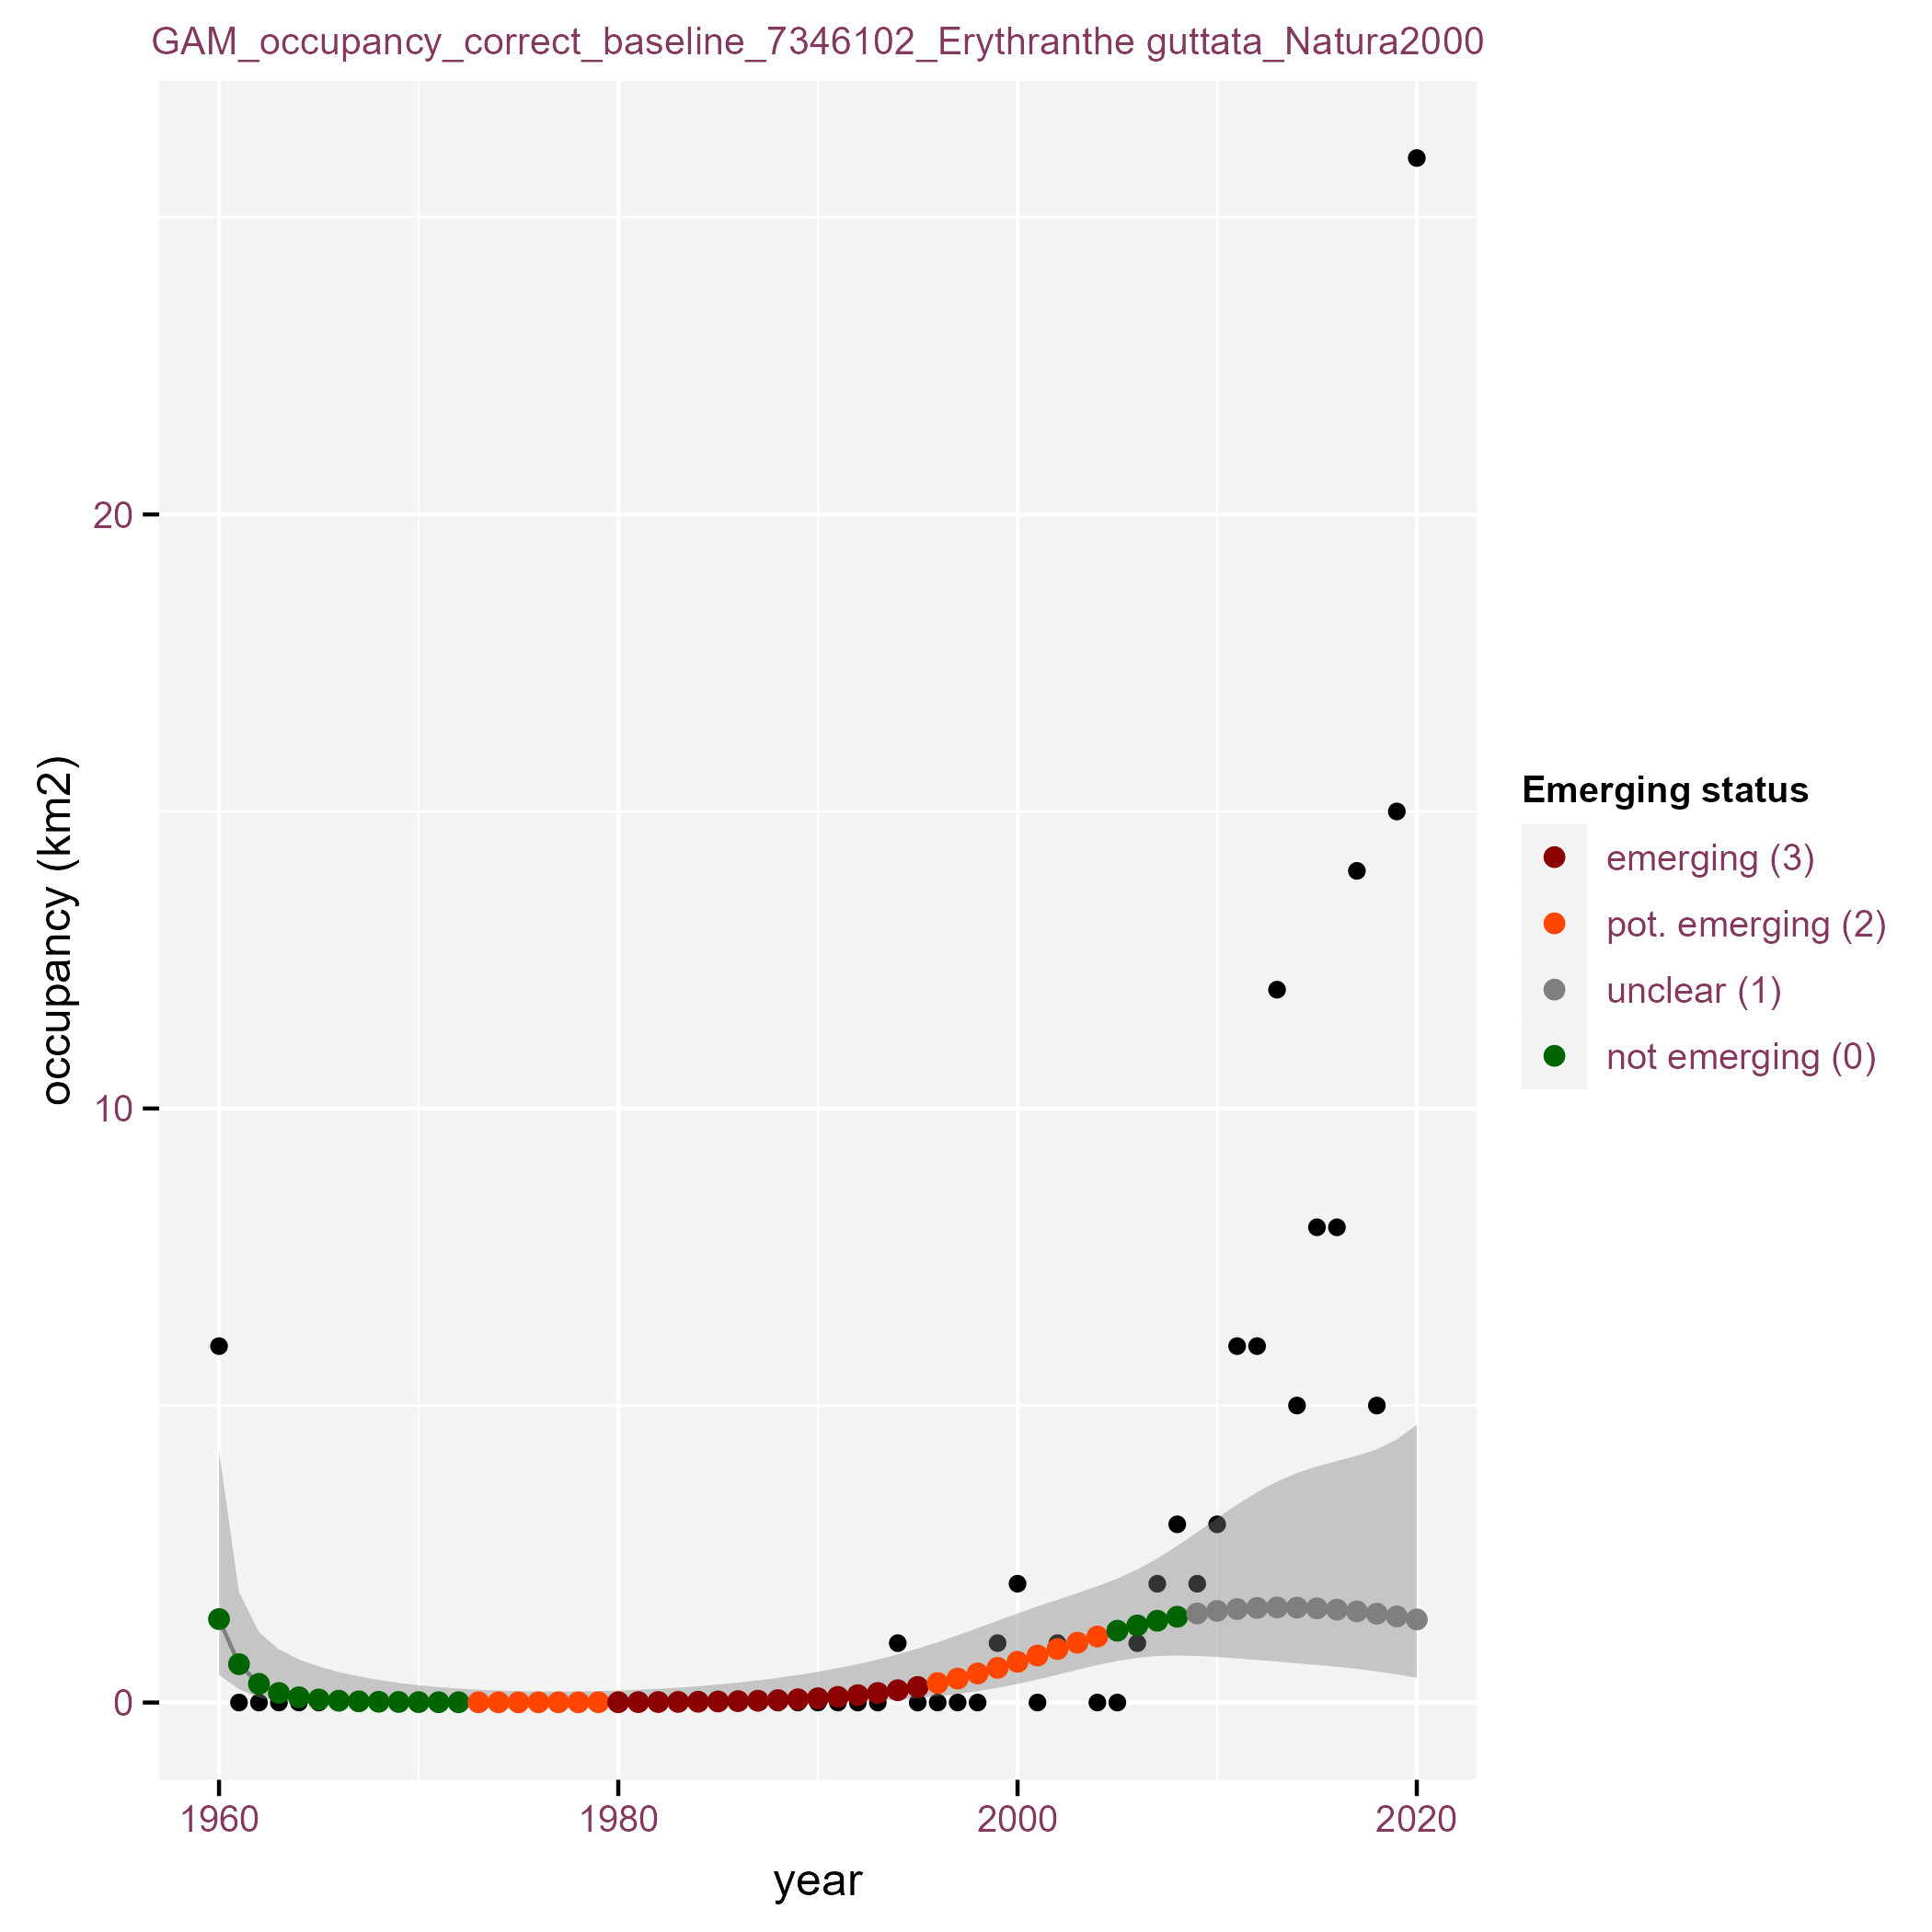 GAM_occupancy_correct_baseline_7346102_Erythranthe guttata_Natura2000
occupancy (km2)
20
10
0
1960 1980 2000 2020
year
Emerging status
emerging (3)
pot. emerging (2)
unclear (1)
not emerging (0)